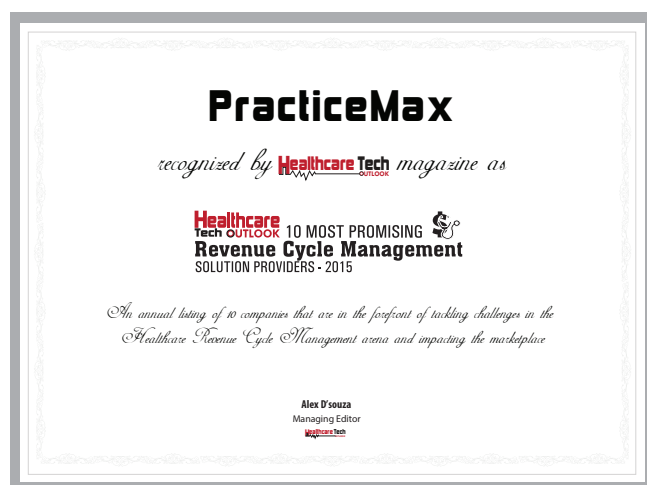 PracticeMax
recognized by Healthcare Tech OUTLOOK magazine as
Healthcare
Tech OUTLOOK 10 MOST PROMISING
Revenue Cycle Management
SOLUTION PROVIDERS - 2015
An annual listing of 10 companies that are in the forefront of tackling challenges in the
Healthcare Revenue Cycle Management arena and impacting the marketplace
Alex D'souza
Managing Editor
Healthcare Tech